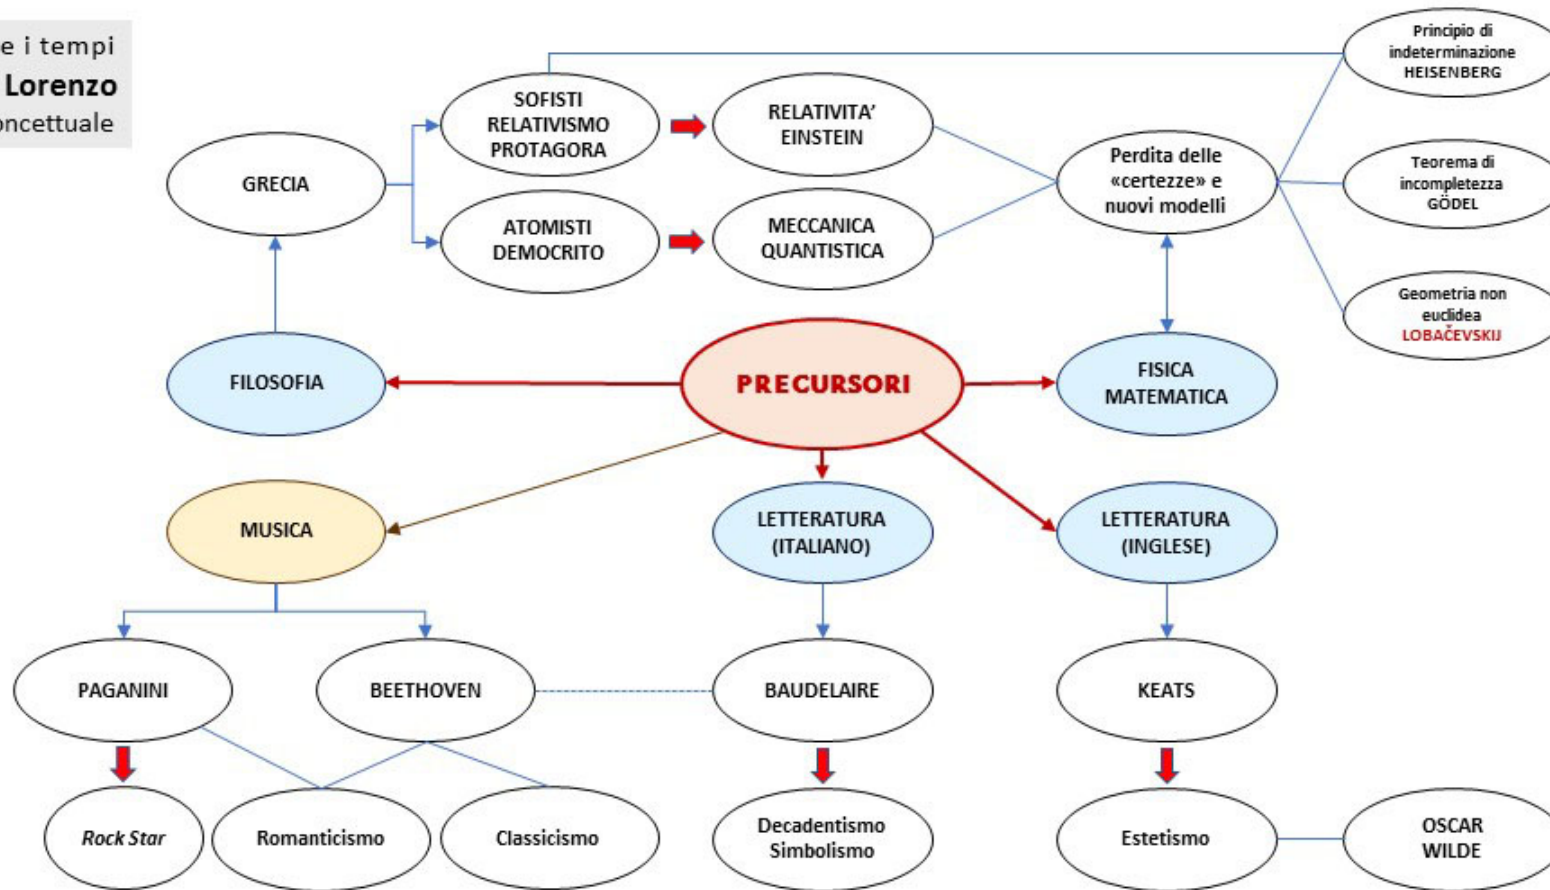 e i tempi
Lorenzo
oncettuale
Principio di
indeterminazione
HEISENBERG
SOFISTI
RELATIVISMO
PROTAGORA
RELATIVITA'
EINSTEIN
GRECIA
Perdita delle
«certezze» e
nuovi modelli
Teorema di
incompletezza
GÖDEL
ATOMISTI
DEMOCRITO
MECCANICA
QUANTISTICA
Geometria non
euclidea
LOBAČEVSKIJ
FILOSOFIA
PRECURSORI
FISICA
MATEMATICA
MUSICA
LETTERATURA
(ITALIANO)
LETTERATURA
(INGLESE)
PAGANINI
BEETHOVEN
BAUDELAIRE
KEATS
Rock Star
Romanticismo
Classicismo
Decadentismo
Simbolismo
Estetismo
OSCAR
WILDE